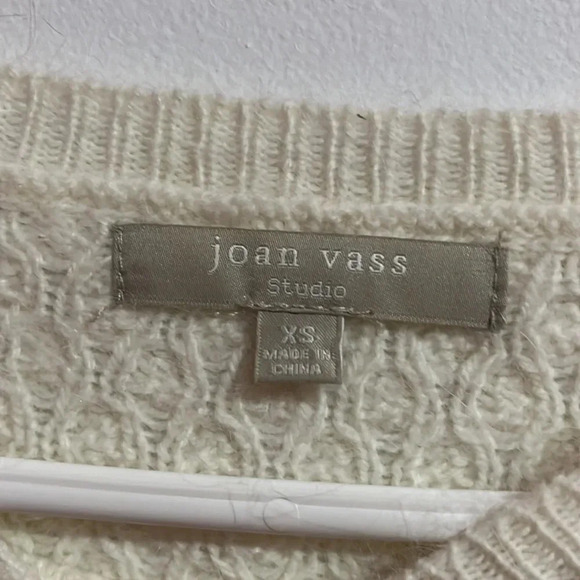 joan vass
Studio
XS
MADE IN
CHINA